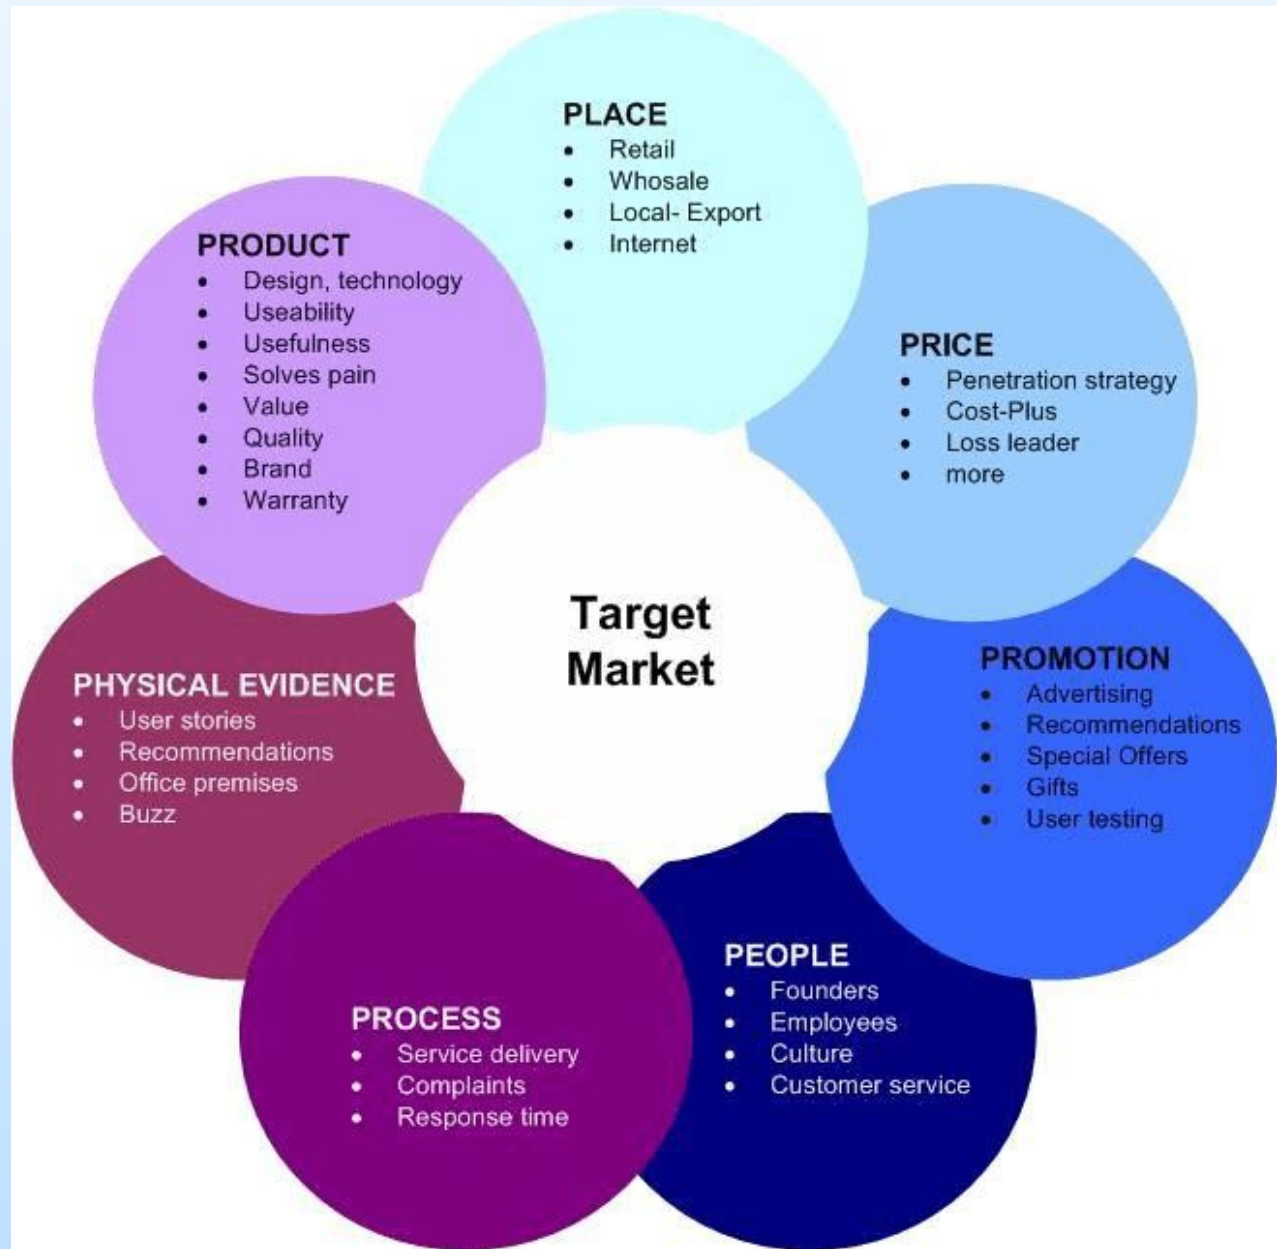 PLACE
• Retail
• Whosale
• Local- Export
• Internet
PRODUCT
• Design, technology
• Useability
• Usefulness
• Solves pain
• Value
• Quality
• Brand
• Warranty
PRICE
• Penetration strategy
• Cost-Plus
• Loss leader
• more
Target
Market
PROMOTION
• Advertising
• Recommendations
• Special Offers
• Gifts
• User testing
PHYSICAL EVIDENCE
• User stories
• Recommendations
• Office premises
• Buzz
PEOPLE
• Founders
• Employees
• Culture
• Customer service
PROCESS
• Service delivery
• Complaints
• Response time